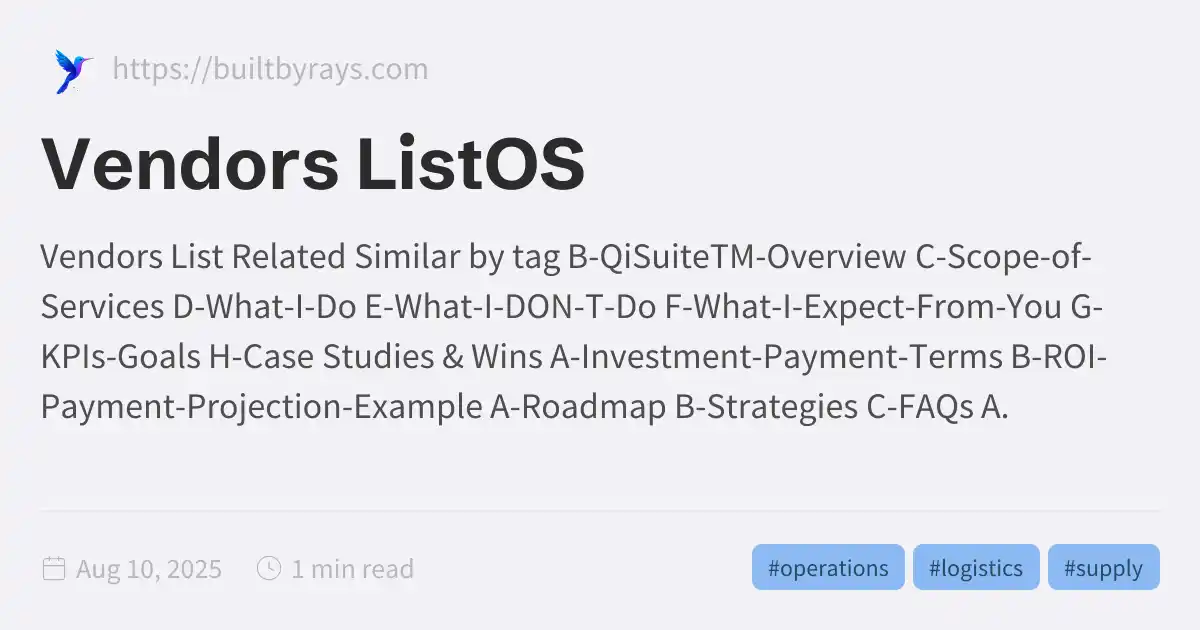 https://builtbyrays.com
Vendors ListOS
Vendors List Related Similar by tag B-QiSuiteTM-Overview C-Scope-of-
Services D-What-I-Do E-What-I-DON-T-Do F-What-I-Expect-From-You G-
KPIs-Goals H-Case Studies & Wins A-Investment-Payment-Terms B-ROI-
Payment-Projection-Example A-Roadmap B-Strategies C-FAQs A.
Aug 10, 2025 1 min read #operations #logistics #supply